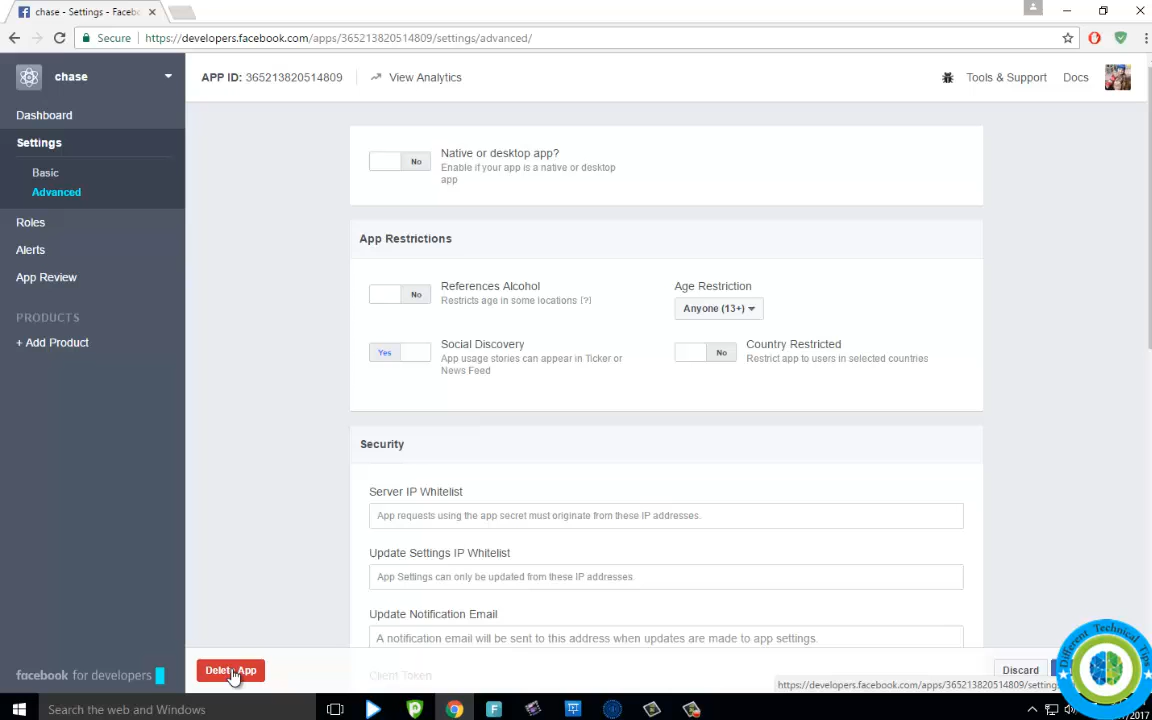 chase - Settings - Faceb
Secure
https://developers.facebook.com/apps/365213820514809/settings/advanced/
chase
APP ID: 365213820514809
View Analytics
Tools & Support
Docs
Dashboard
Settings
Basic
Advanced
Roles
Alerts
App Review
PRODUCTS
+ Add Product
No
Native or desktop app?
Enable if your app is a native or desktop
app
App Restrictions
No
References Alcohol
Restricts age in some locations [?]
Age Restriction
Anyone (13+)
Yes
Social Discovery
App usage stories can appear in Ticker or
News Feed
No
Country Restricted
Restrict app to users in selected countries
Security
Server IP Whitelist
App requests using the app secret must originate from these IP addresses.
Update Settings IP Whitelist
App Settings can only be updated from these IP addresses
Update Notification Email
A notification email will be sent to this address when updates are made to app settings.
Client Token
facebook for developers
Delete App
Discard
https://developers.facebook.com/apps/365213820514809/setting
Different Technical Tips
Search the web and Windows